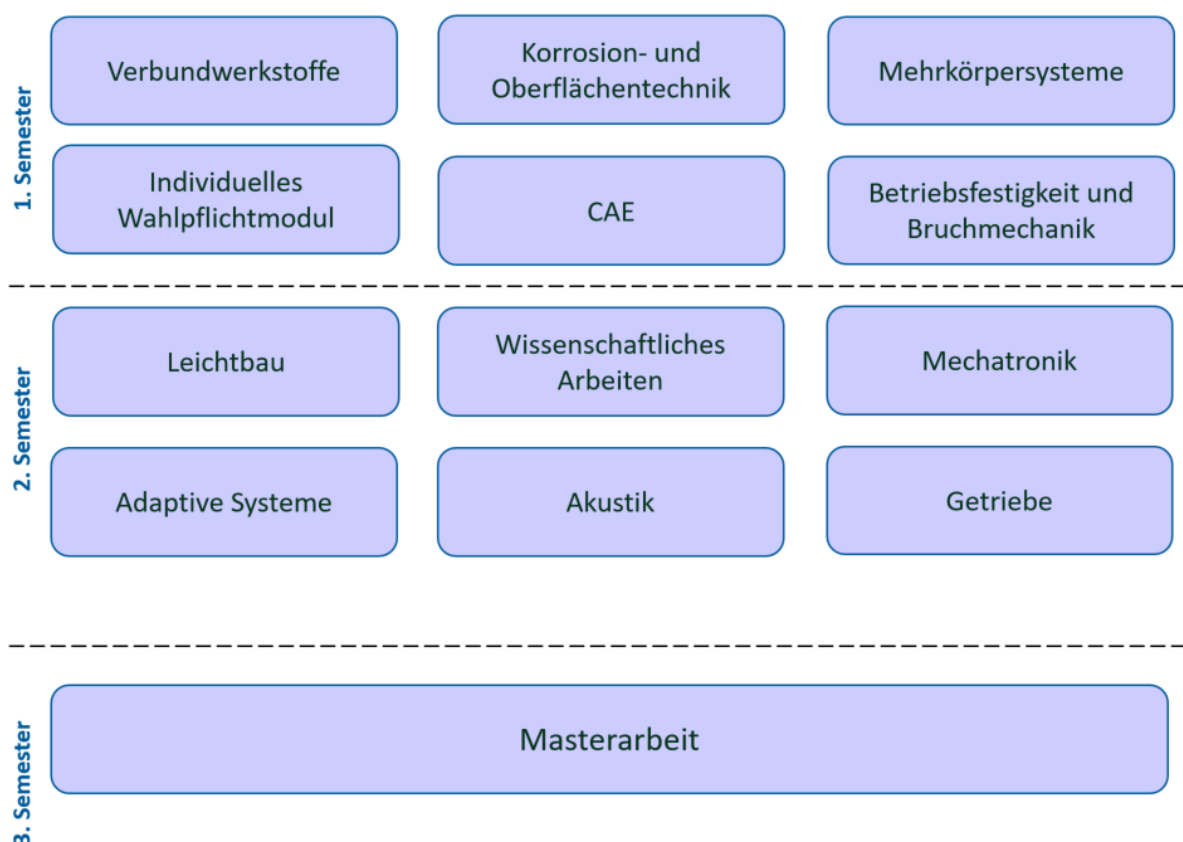 1. Semester
Verbundwerkstoffe
Korrosion- und
Oberflächentechnik
Mehrkörpersysteme
Individuelles
Wahlpflichtmodul
CAE
Betriebsfestigkeit und
Bruchmechanik
2. Semester
Leichtbau
Wissenschaftliches
Arbeiten
Mechatronik
Adaptive Systeme
Akustik
Getriebe
3. Semester
Masterarbeit